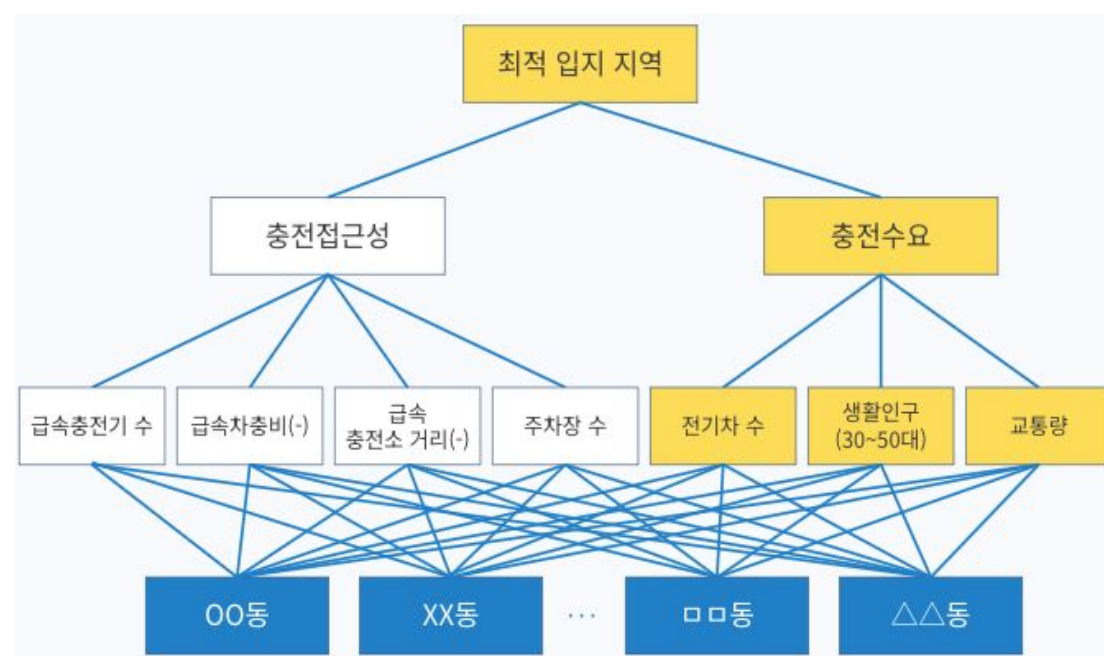 최적 입지 지역
충전접근성
충전수요
급속충전기 수
급속차충비(-)
급속
충전소 거리(-)
주차장 수
전기차 수
생활인구
(30~50대)
교통량
OO동
XX동
...
ㅁㅁ동
△△동